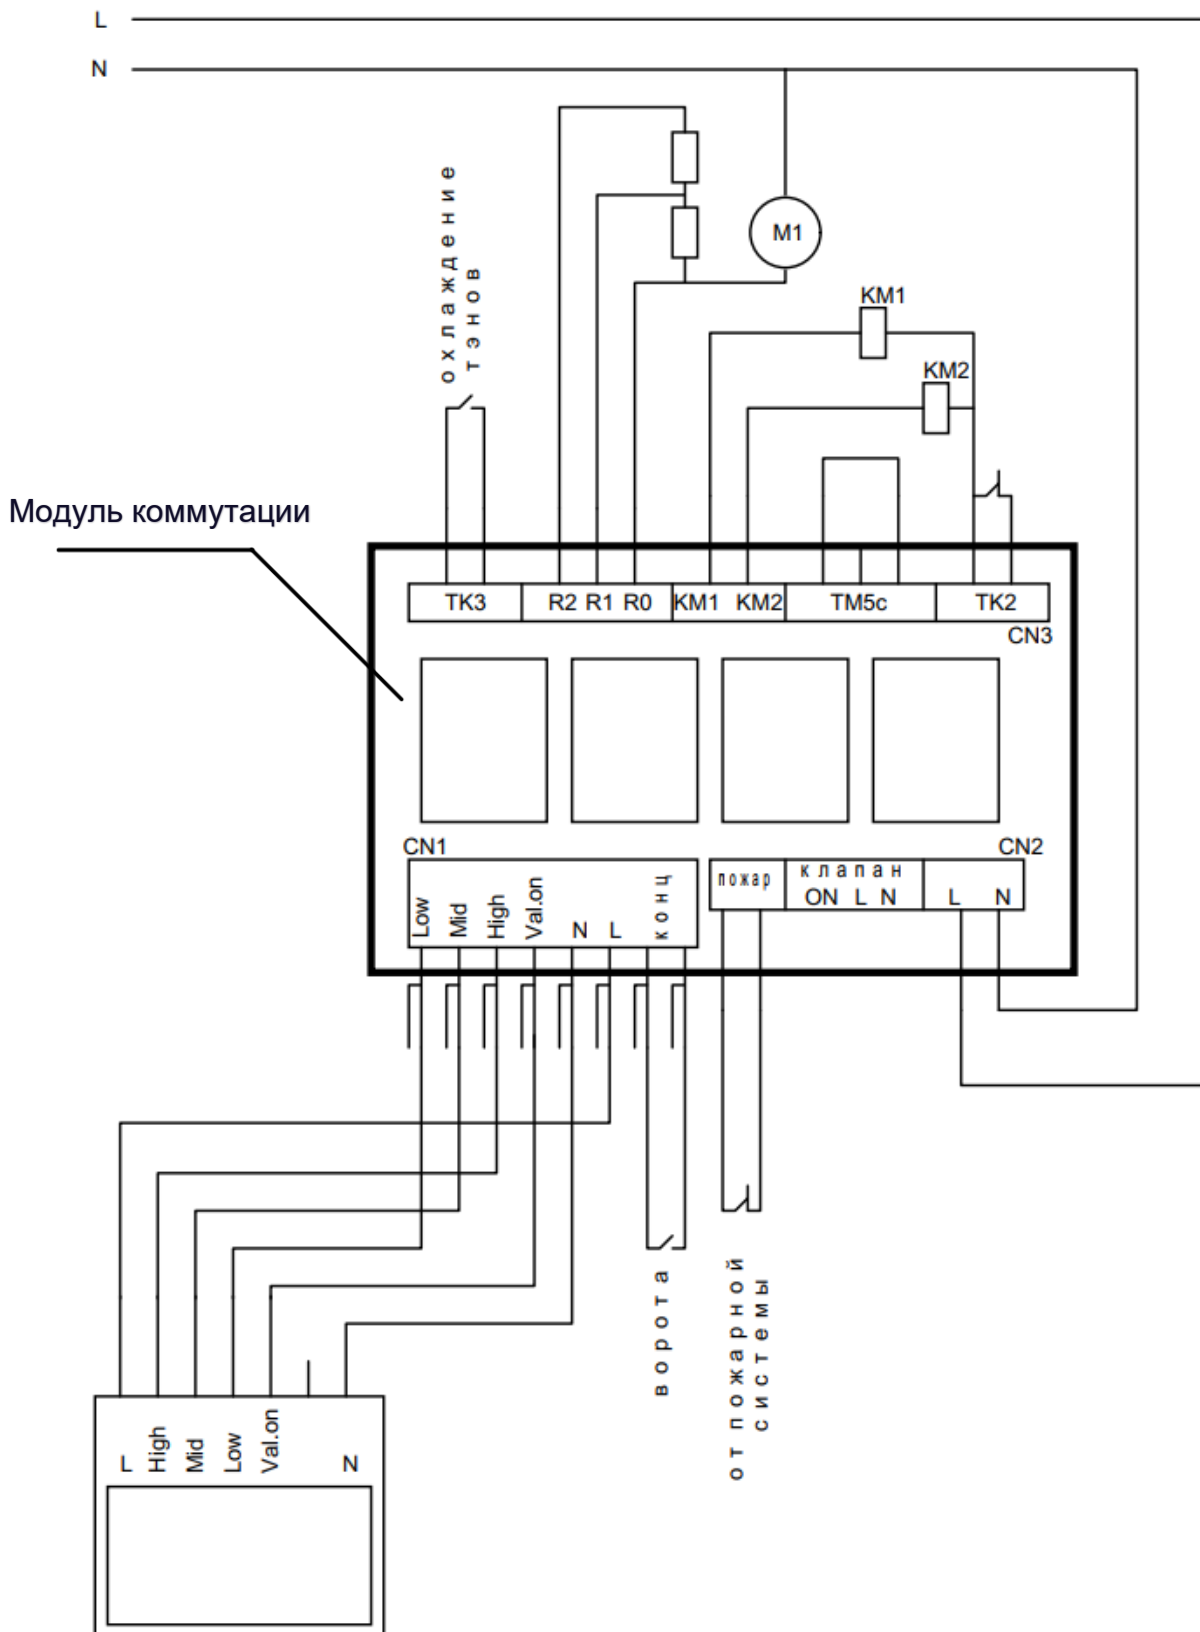 L
N
охлаждение
тэнов
M1
KM1
KM2
Модуль коммутации
TK3
R2 R1 R0
KM1 KM2
TM5c
TK2
CN3
CN1
CN2
Low
Mid
High
Val.on
N
L
конц
пожар
клапан
ON L N
L
N
ворота
от пожарной
системы
L
High
Mid
Low
Val.on
N